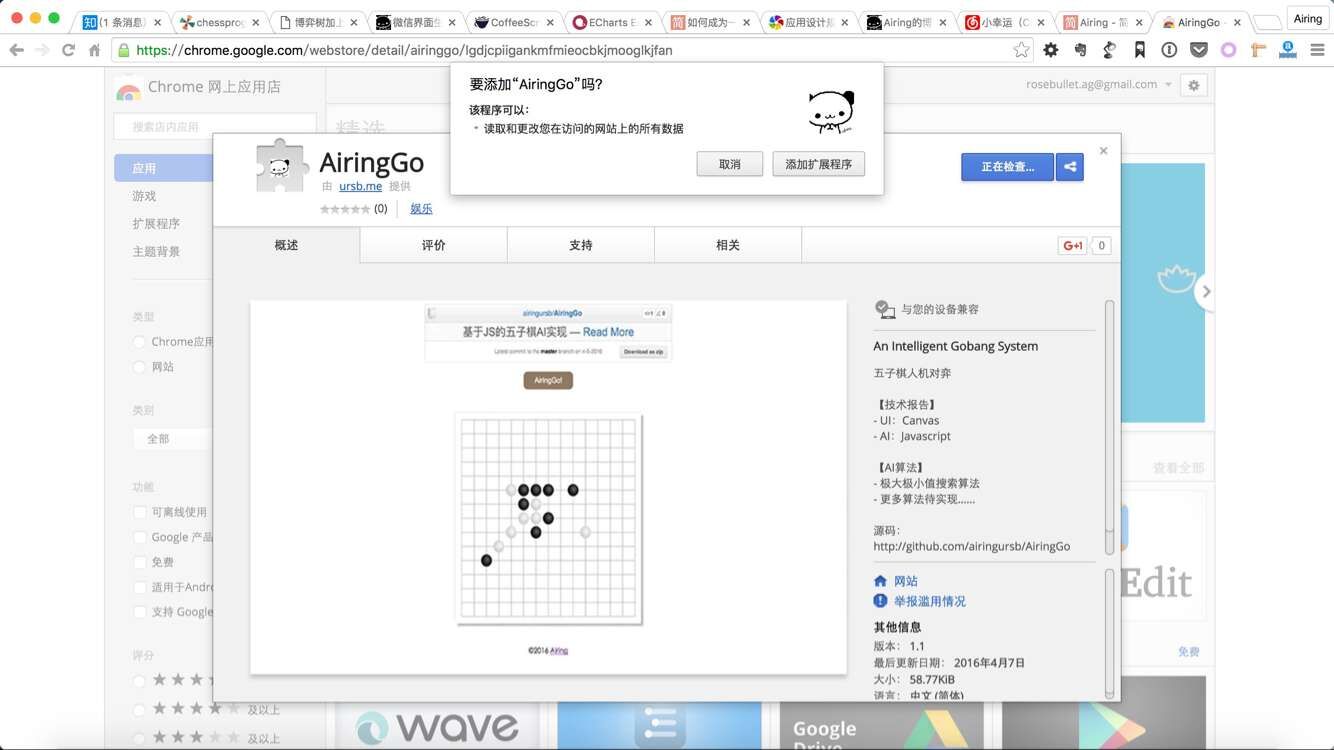 (1 条消息)
chessprog
博弈树加上
微信界面生
CoffeeScr
ECharts E
如何成为一
应用设计规
Airing的博
小幸运（C
Airing - 简
AiringGo -
Airing
https://chrome.google.com/webstore/detail/airinggo/lgdjcpiigankmfmieocbkjmooglkjfan
Chrome 网上应用店
rosebullet.ag@gmail.com
搜索店内应用
精选
要添加“AiringGo”吗?
该程序可以:
读取和更改您在访问的网站上的所有数据
取消
添加扩展程序
应用
游戏
扩展程序
主题背景
类型
Chrome应用
网站
类别
全部
功能
可离线使用
Google 产品
免费
适用于Andro
支持 Google
评分
及以上
及以上
AiringGo
由 ursb.me 提供
(0)
娱乐
正在检查...
概述
评价
支持
相关
G+1
0
airingursb/AiringGo
基于JS的五子棋AI实现 — Read More
Latest commit to the master branch on 4-5-2016
Download as zip
AiringGo!
©2016 Airing
与您的设备兼容
An Intelligent Gobang System
五子棋人机对弈
【技术报告】
- UI：Canvas
- AI：Javascript
【AI算法】
- 极大极小值搜索算法
- 更多算法待实现......
源码：
http://github.com/airingursb/AiringGo
网站
举报滥用情况
其他信息
版本： 1.1
最后更新日期： 2016年4月7日
大小： 58.77KiB
语言： 中文 (简体)
查看全部
Edit
免费
wave
Google
Drive